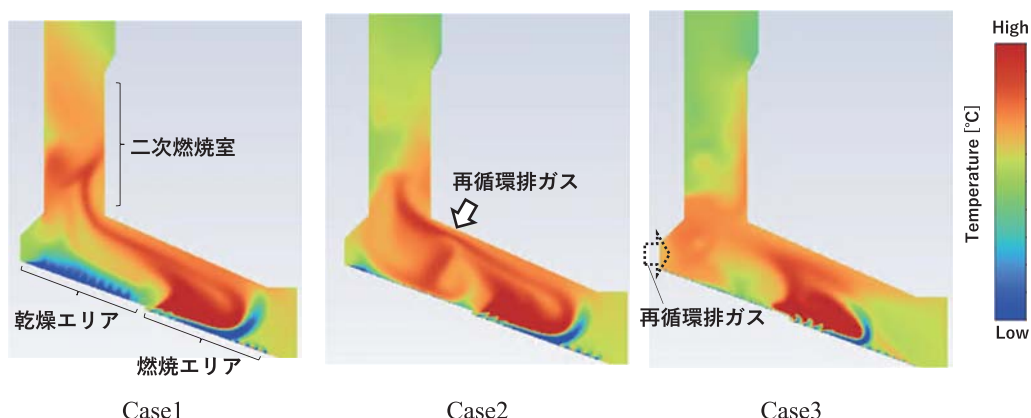 二次燃焼室
乾燥エリア
燃焼エリア
Case1
再循環排ガス
Case2
再循環排ガス
Case3
High
Temperature [℃]
Low